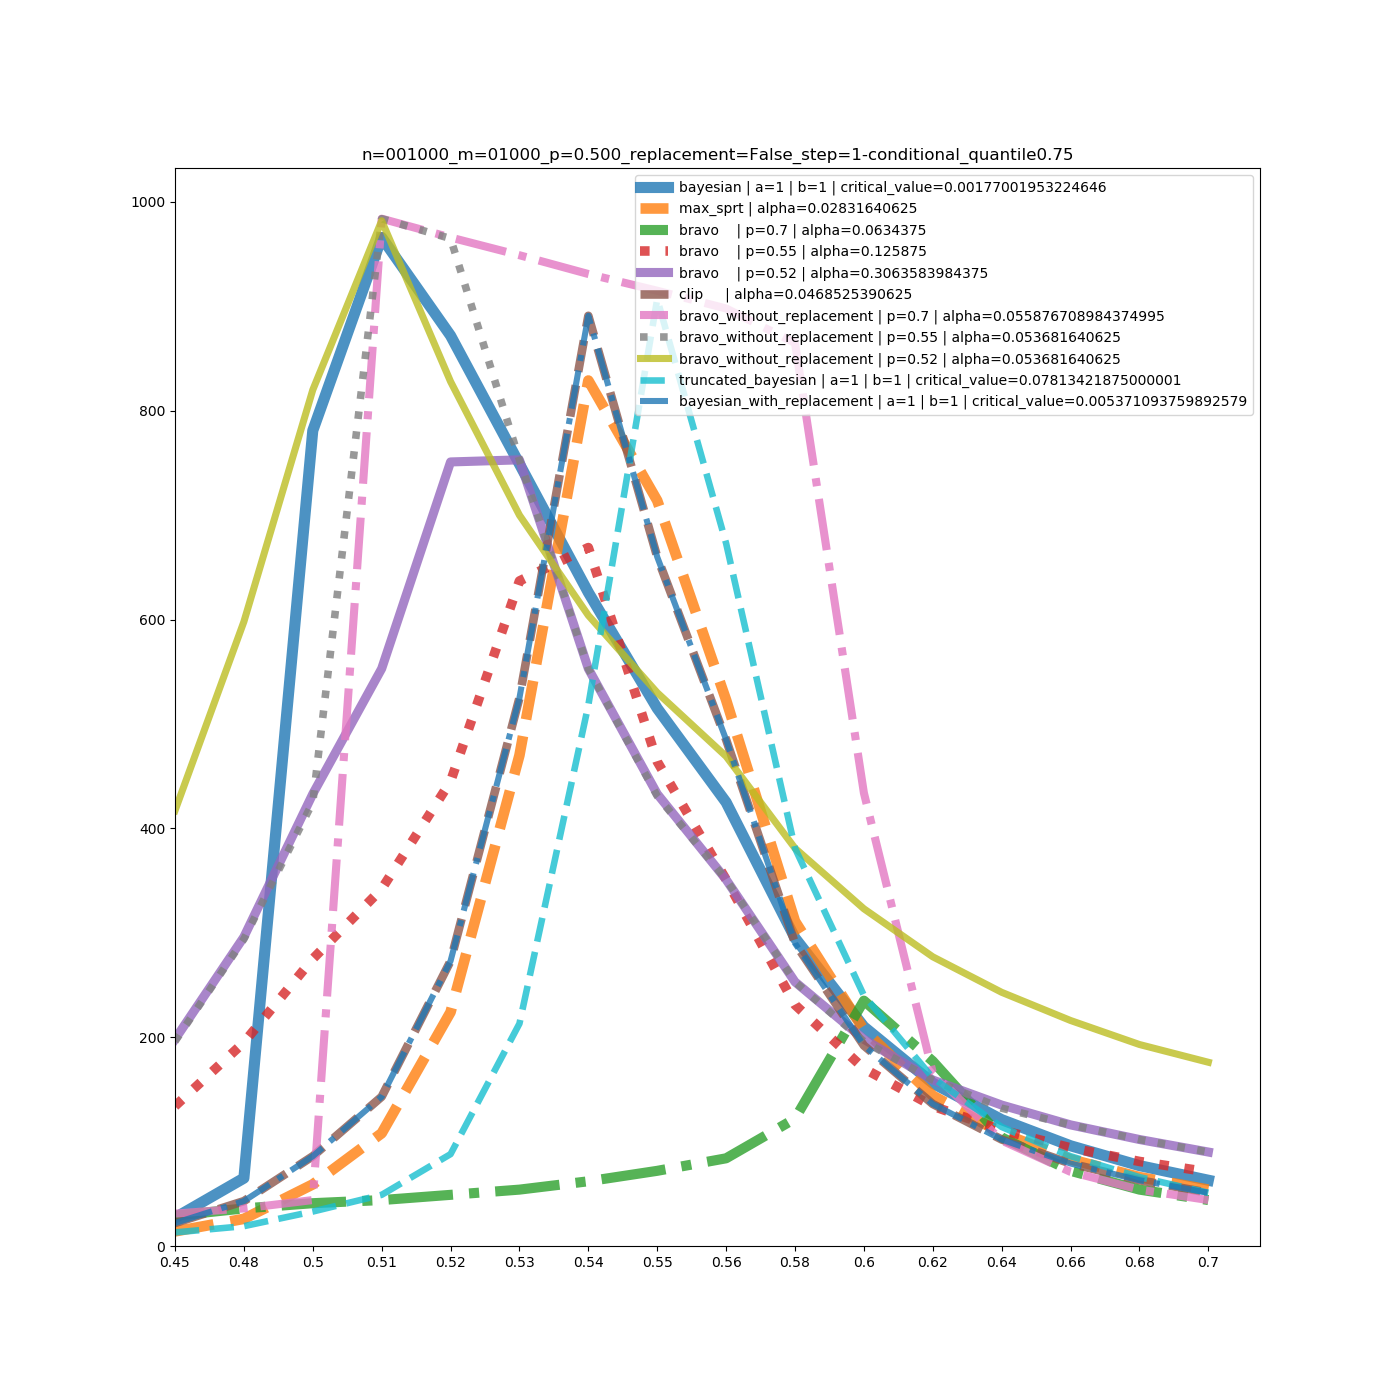 n=001000_m=01000_p=0.500_replacement=False_step=1-conditional_quantile0.75
1000
800
600
400
200
0
bayesian | a=1 | b=1 | critical_value=0.00177001953224646
max_sprt | alpha=0.02831640625
bravo | p=0.7 | alpha=0.0634375
bravo | p=0.55 | alpha=0.125875
bravo | p=0.52 | alpha=0.3063583984375
clip | alpha=0.0468525390625
bravo_without_replacement | p=0.7 | alpha=0.055876708984374995
bravo_without_replacement | p=0.55 | alpha=0.053681640625
bravo_without_replacement | p=0.52 | alpha=0.053681640625
truncated_bayesian | a=1 | b=1 | critical_value=0.07813421875000001
bayesian_with_replacement | a=1 | b=1 | critical_value=0.005371093759892579
0.45 0.48 0.5 0.51 0.52 0.53 0.54 0.55 0.56 0.58 0.6 0.62 0.64 0.66 0.68 0.7